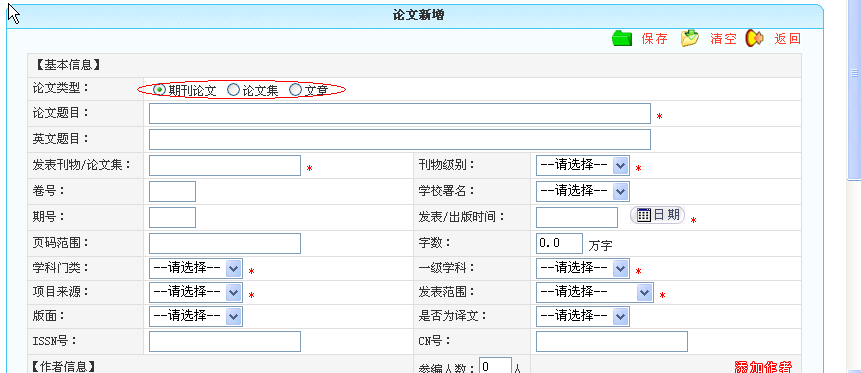 论文新增
保存 清空 返回
【基本信息】
论文类型： 期刊论文 论文集 文章
论文题目： *
英文题目：
发表刊物/论文集： * 刊物级别： --请选择-- *
卷号： 学校署名： --请选择--
期号： 发表/出版时间： 日期 *
页码范围： 字数： 0.0 万字
学科门类： --请选择-- * 一级学科： --请选择-- *
项目来源： --请选择-- * 发表范围： --请选择-- *
版面： --请选择-- 是否为译文： --请选择--
ISSN号： CN号：
【作者信息】 参编人数： 0 人 添加作者